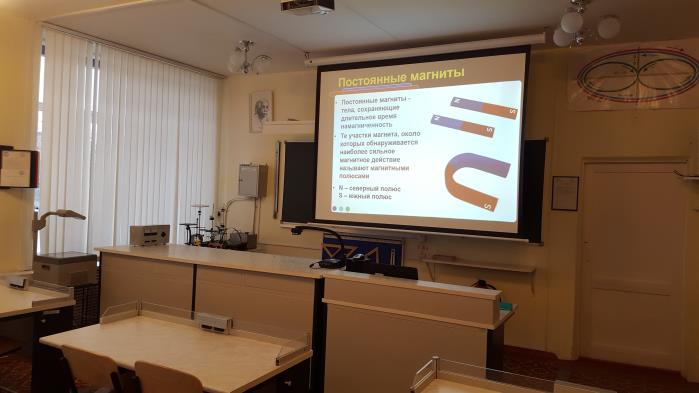 Постоянные магниты
• Постоянные магниты –
тела, сохраняющие
длительное время
намагниченность
• Те участки магнита, около
которых обнаруживается
наиболее сильное
магнитное действие
называют магнитными
полюсами
• N – северный полюс
S – южный полюс
N
S
N
S
N
S